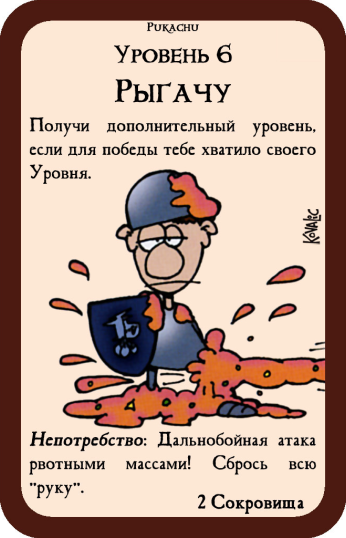 Pukachu
Уровень 6
Рыгачу
Получи дополнительный уровень,
если для победы тебе хватило своего
Уровня.
Kovalic
Непотребство: Дальнобойная атака
рвотными массами! Сбрось всю
"руку".
2 Сокровища